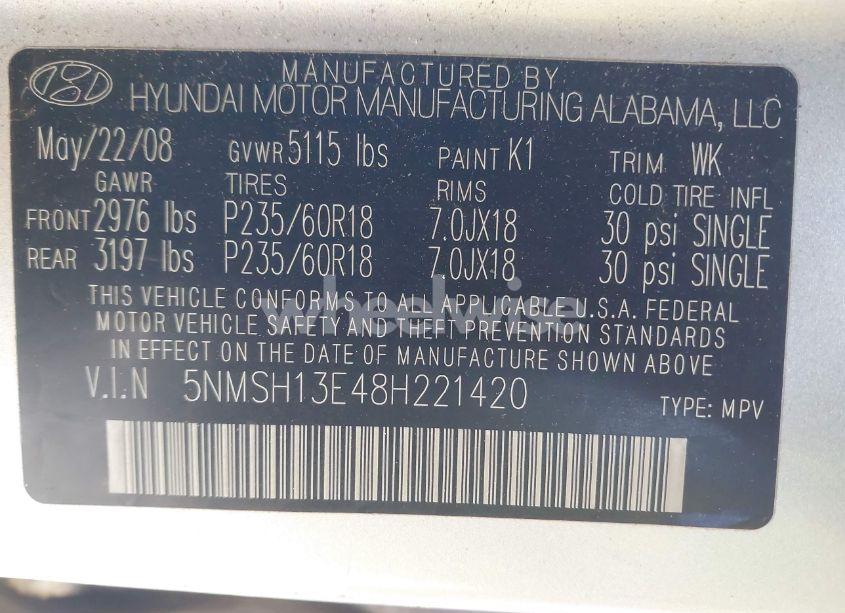 MANUFACTURED BY
HYUNDAI MOTOR MANUFACTURING ALABAMA, LLC
May/22/08 GVWR 5115 lbs PAINT K1 TRIM WK
GAWR TIRES RIMS COLD TIRE INFL
FRONT 2976 lbs P235/60R18 7.0JX18 30 psi SINGLE
REAR 3197 lbs P235/60R18 7.0JX18 30 psi SINGLE
THIS VEHICLE CONFORMS TO ALL APPLICABLE U.S.A. FEDERAL
MOTOR VEHICLE SAFETY AND THEFT PREVENTION STANDARDS
IN EFFECT ON THE DATE OF MANUFACTURE SHOWN ABOVE
wheelwise
V.I.N 5NMSH13E48H221420 TYPE: MPV